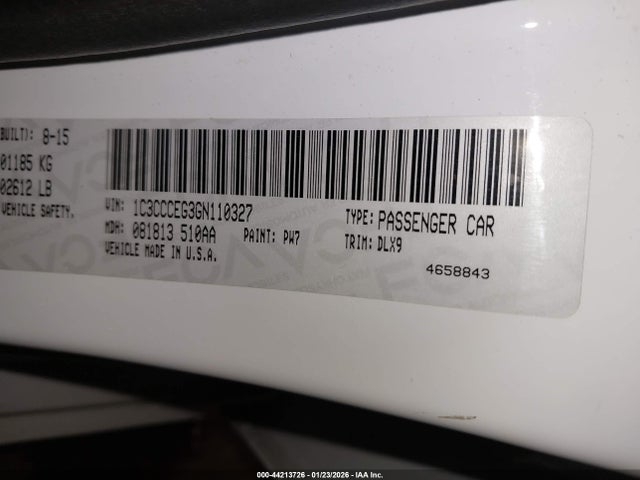 BUILT): 8-15
01185 KG
02612 LB
VEHICLE SAFETY.
VIN: 1C3CCCEG3GN110327
TYPE: PASSENGER CAR
MDH: 081813 510AA
PAINT: PW7
TRIM: DLX9
VEHICLE MADE IN U.S.A.
4658843
000-44213726 - 01/23/2026 - IAA Inc.